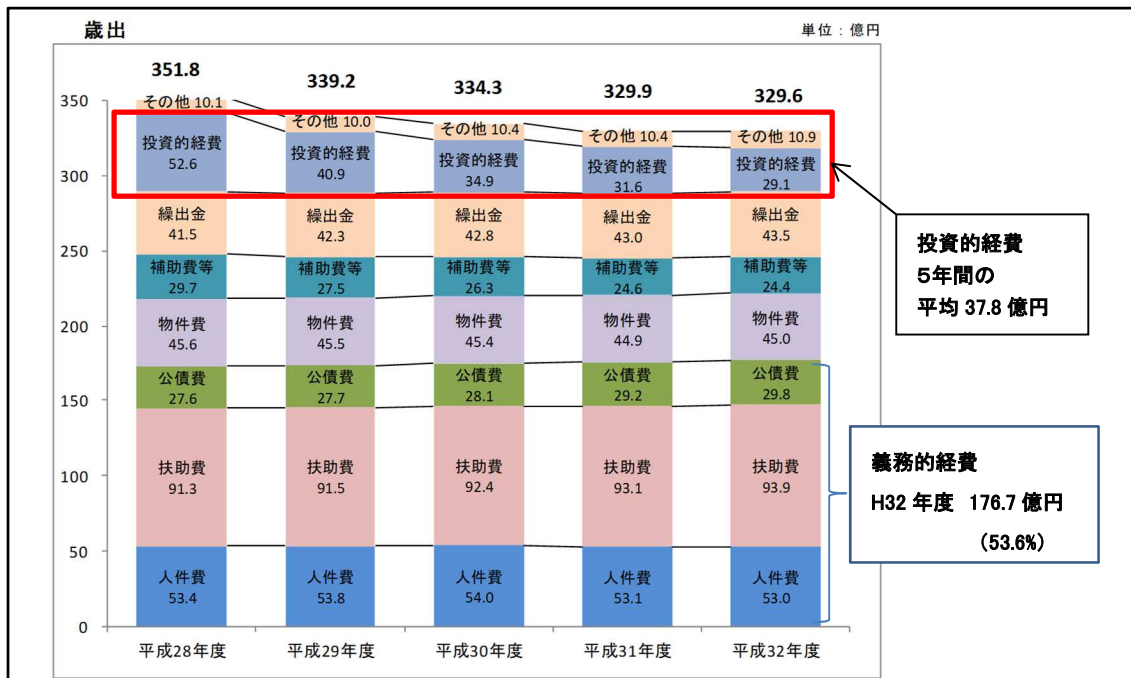 歳出
単位：億円
351.8
339.2
334.3
329.9
329.6
350
300
250
200
150
100
50
0
その他 10.1
投資的経費
52.6
繰出金
41.5
補助費等
29.7
物件費
45.6
公債費
27.6
扶助費
91.3
人件費
53.4
平成28年度
その他 10.0
投資的経費
40.9
繰出金
42.3
補助費等
27.5
物件費
45.5
公債費
27.7
扶助費
91.5
人件費
53.8
平成29年度
その他 10.4
投資的経費
34.9
繰出金
42.8
補助費等
26.3
物件費
45.4
公債費
28.1
扶助費
92.4
人件費
54.0
平成30年度
その他 10.4
投資的経費
31.6
繰出金
43.0
補助費等
24.6
物件費
44.9
公債費
29.2
扶助費
93.1
人件費
53.1
平成31年度
その他 10.9
投資的経費
29.1
繰出金
43.5
補助費等
24.4
物件費
45.0
公債費
29.8
扶助費
93.9
人件費
53.0
平成32年度
投資的経費
５年間の
平均 37.8 億円
義務的経費
H32 年度 176.7 億円
（53.6%）